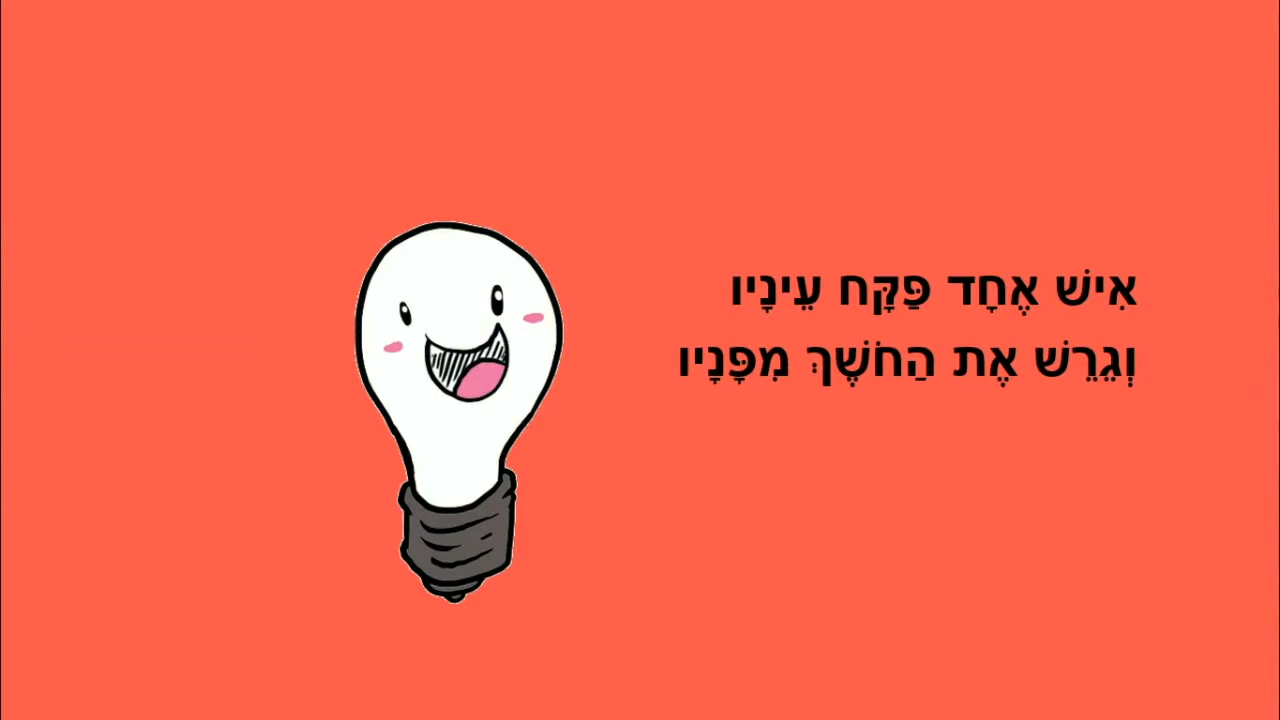 אִישׁ אֶחָד פַּקָּח עֵינָיו
וְגֵרֵשׁ אֶת הַחֹשֶׁךְ מִפָּנָיו